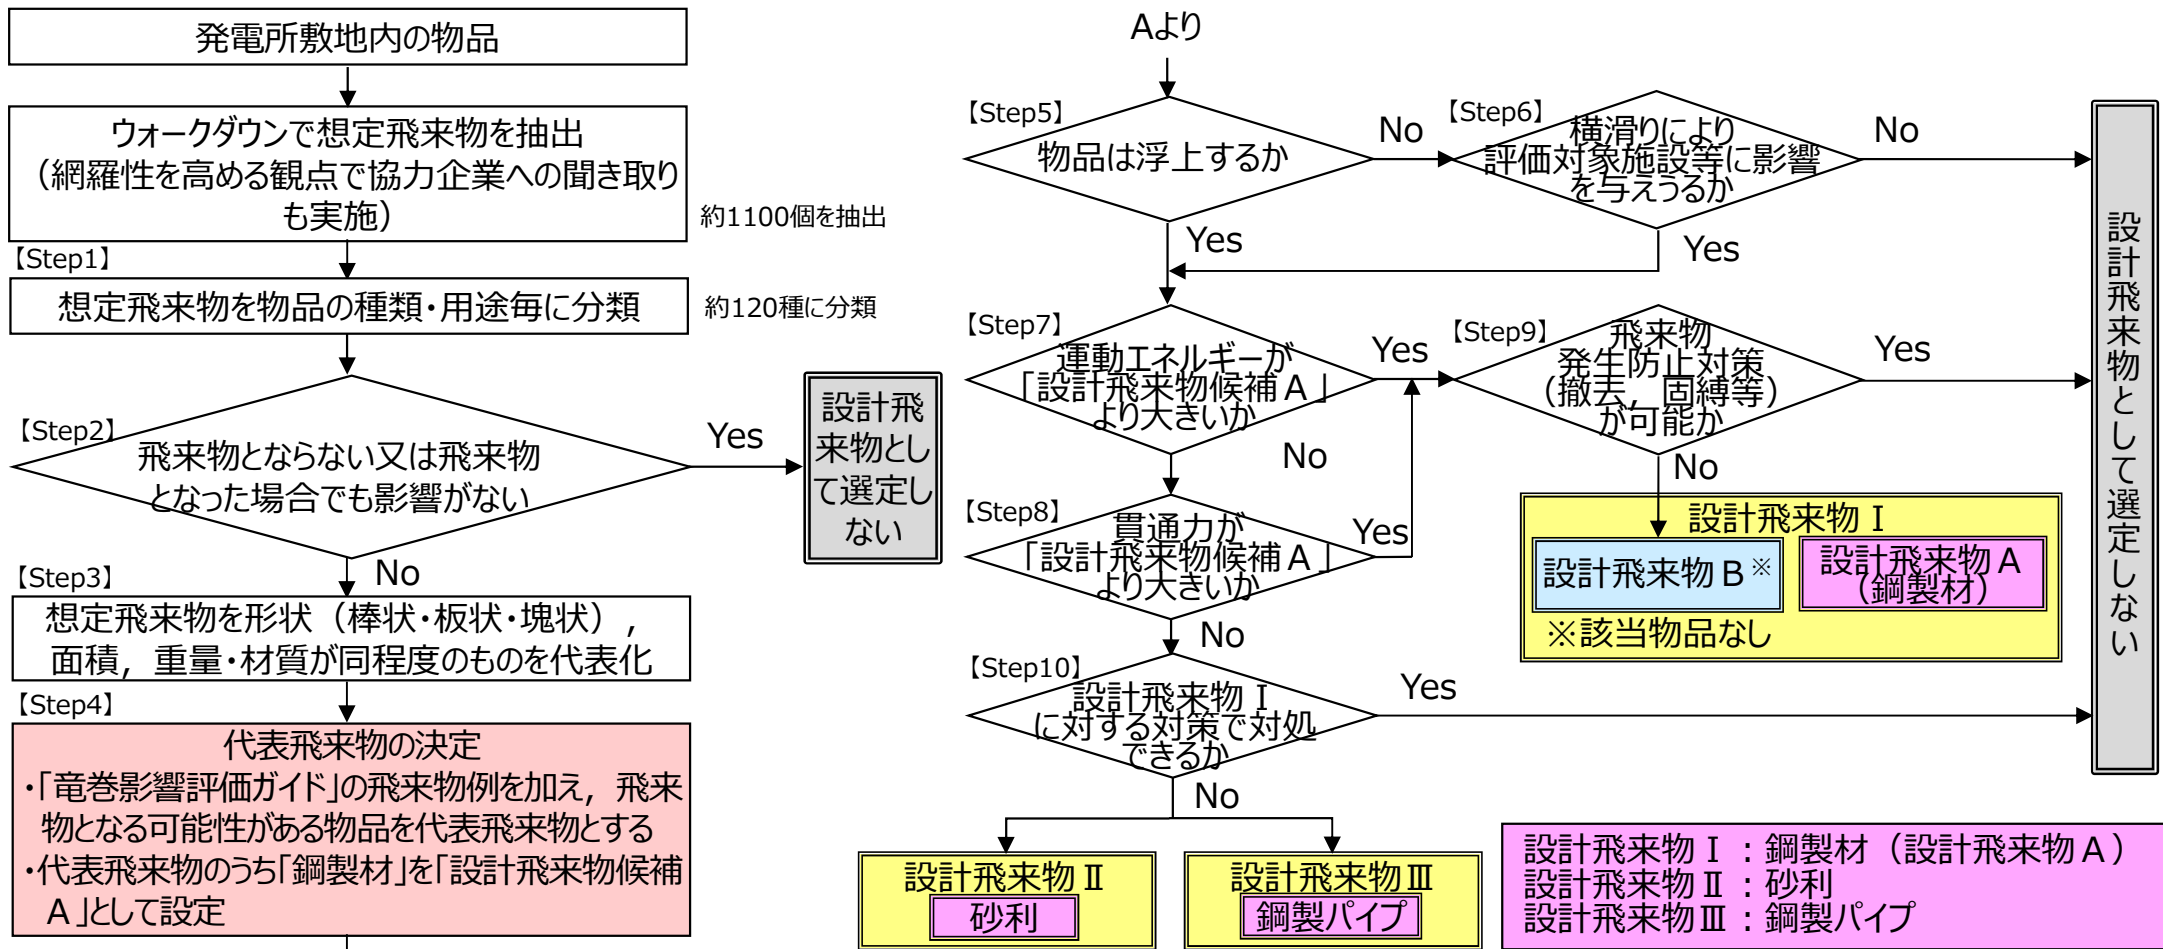 発電所敷地内の物品
ウォークダウンで想定飛来物を抽出
（網羅性を高める観点で協力企業への聞き取り
も実施）
約1100個を抽出
【Step1】
想定飛来物を物品の種類・用途毎に分類
約120種に分類
【Step2】
飛来物とならない又は飛来物
となった場合でも影響がない
Yes
設計飛
来物とし
て選定し
ない
No
【Step3】
想定飛来物を形状（棒状・板状・塊状），
面積，重量・材質が同程度のものを代表化
【Step4】
代表飛来物の決定
・「竜巻影響評価ガイド」の飛来物例を加え，飛来
物となる可能性がある物品を代表飛来物とする
・代表飛来物のうち「鋼製材」を「設計飛来物候補
Ａ」として設定
Aより
【Step5】
物品は浮上するか
No
Yes
【Step6】
横滑りにより
評価対象施設等に影響
を与えうるか
No
Yes
【Step7】
運動エネルギーが
「設計飛来物候補Ａ」
より大きいか
Yes
No
【Step9】
飛来物
発生防止対策
（撤去，固縛等）
が可能か
Yes
No
【Step8】
貫通力が
「設計飛来物候補Ａ」
より大きいか
Yes
No
設計飛来物Ⅰ
設計飛来物Ｂ※
設計飛来物Ａ
（鋼製材）
※該当物品なし
【Step10】
設計飛来物Ⅰ
に対する対策で対処
できるか
Yes
No
設計飛来物として選定しない
設計飛来物Ⅱ
砂利
設計飛来物Ⅲ
鋼製パイプ
設計飛来物Ⅰ：鋼製材（設計飛来物Ａ）
設計飛来物Ⅱ：砂利
設計飛来物Ⅲ：鋼製パイプ